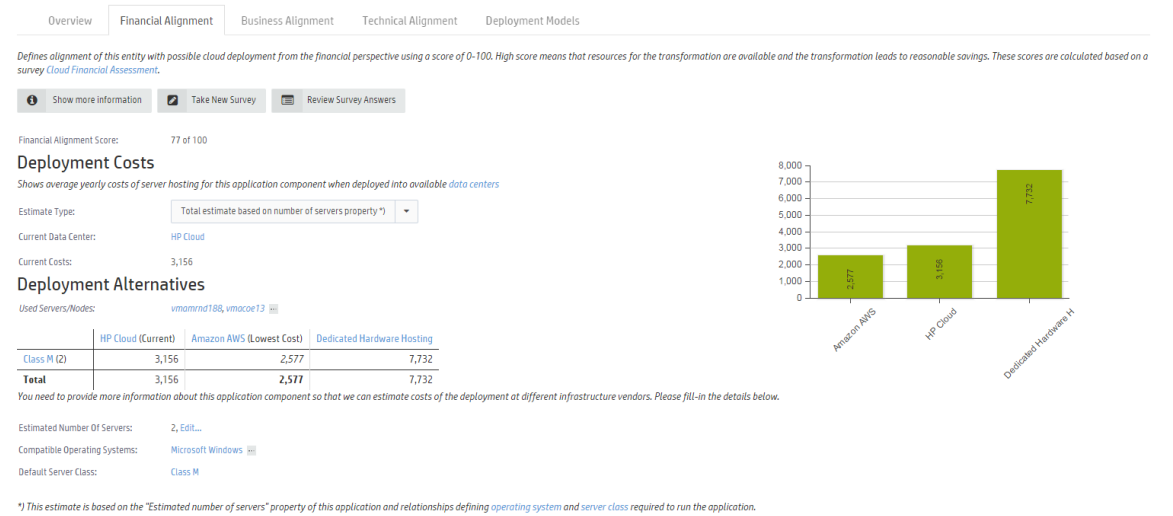 Overview Financial Alignment Business Alignment Technical Alignment Deployment Models
Defines alignment of this entity with possible cloud deployment from the financial perspective using a score of 0-100. High score means that resources for the transformation are available and the transformation leads to reasonable savings. These scores are calculated based on a
survey Cloud Financial Assessment.
Show more information Take New Survey Review Survey Answers
Financial Alignment Score: 77 of 100
Deployment Costs
Shows average yearly costs of server hosting for this application component when deployed into available data centers
Estimate Type: Total estimate based on number of servers property *)
Current Data Center: HP Cloud
Current Costs: 3,156
Deployment Alternatives
Used Servers/Nodes: vmamrnd188, vmacoe13 ...
HP Cloud (Current) Amazon AWS (Lowest Cost) Dedicated Hardware Hosting
Class M (2) 3,156 2,577 7,732
Total 3,156 2,577 7,732
You need to provide more information about this application component so that we can estimate costs of the deployment at different infrastructure vendors. Please fill-in the details below.
Estimated Number Of Servers: 2, Edit...
Compatible Operating Systems: Microsoft Windows ...
Default Server Class: Class M
*) This estimate is based on the "Estimated number of servers" property of this application and relationships defining operating system and server class required to run the application.
8,000
7,000
6,000
5,000
4,000
3,000
2,000
1,000
0
2,577 3,156 7,732
Amazon AWS HP Cloud Dedicated Hardware H